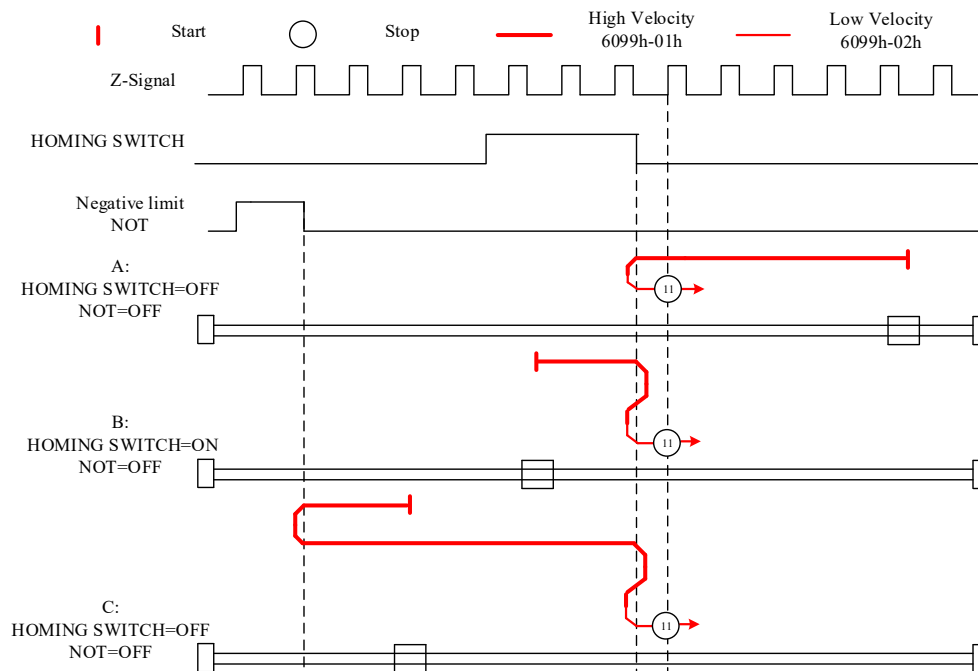 Start
Stop
High Velocity
6099h-01h
Low Velocity
6099h-02h
Z-Signal
HOMING SWITCH
Negative limit
NOT
A:
HOMING SWITCH=OFF
NOT=OFF
11
B:
HOMING SWITCH=ON
NOT=OFF
11
C:
HOMING SWITCH=OFF
NOT=OFF
11